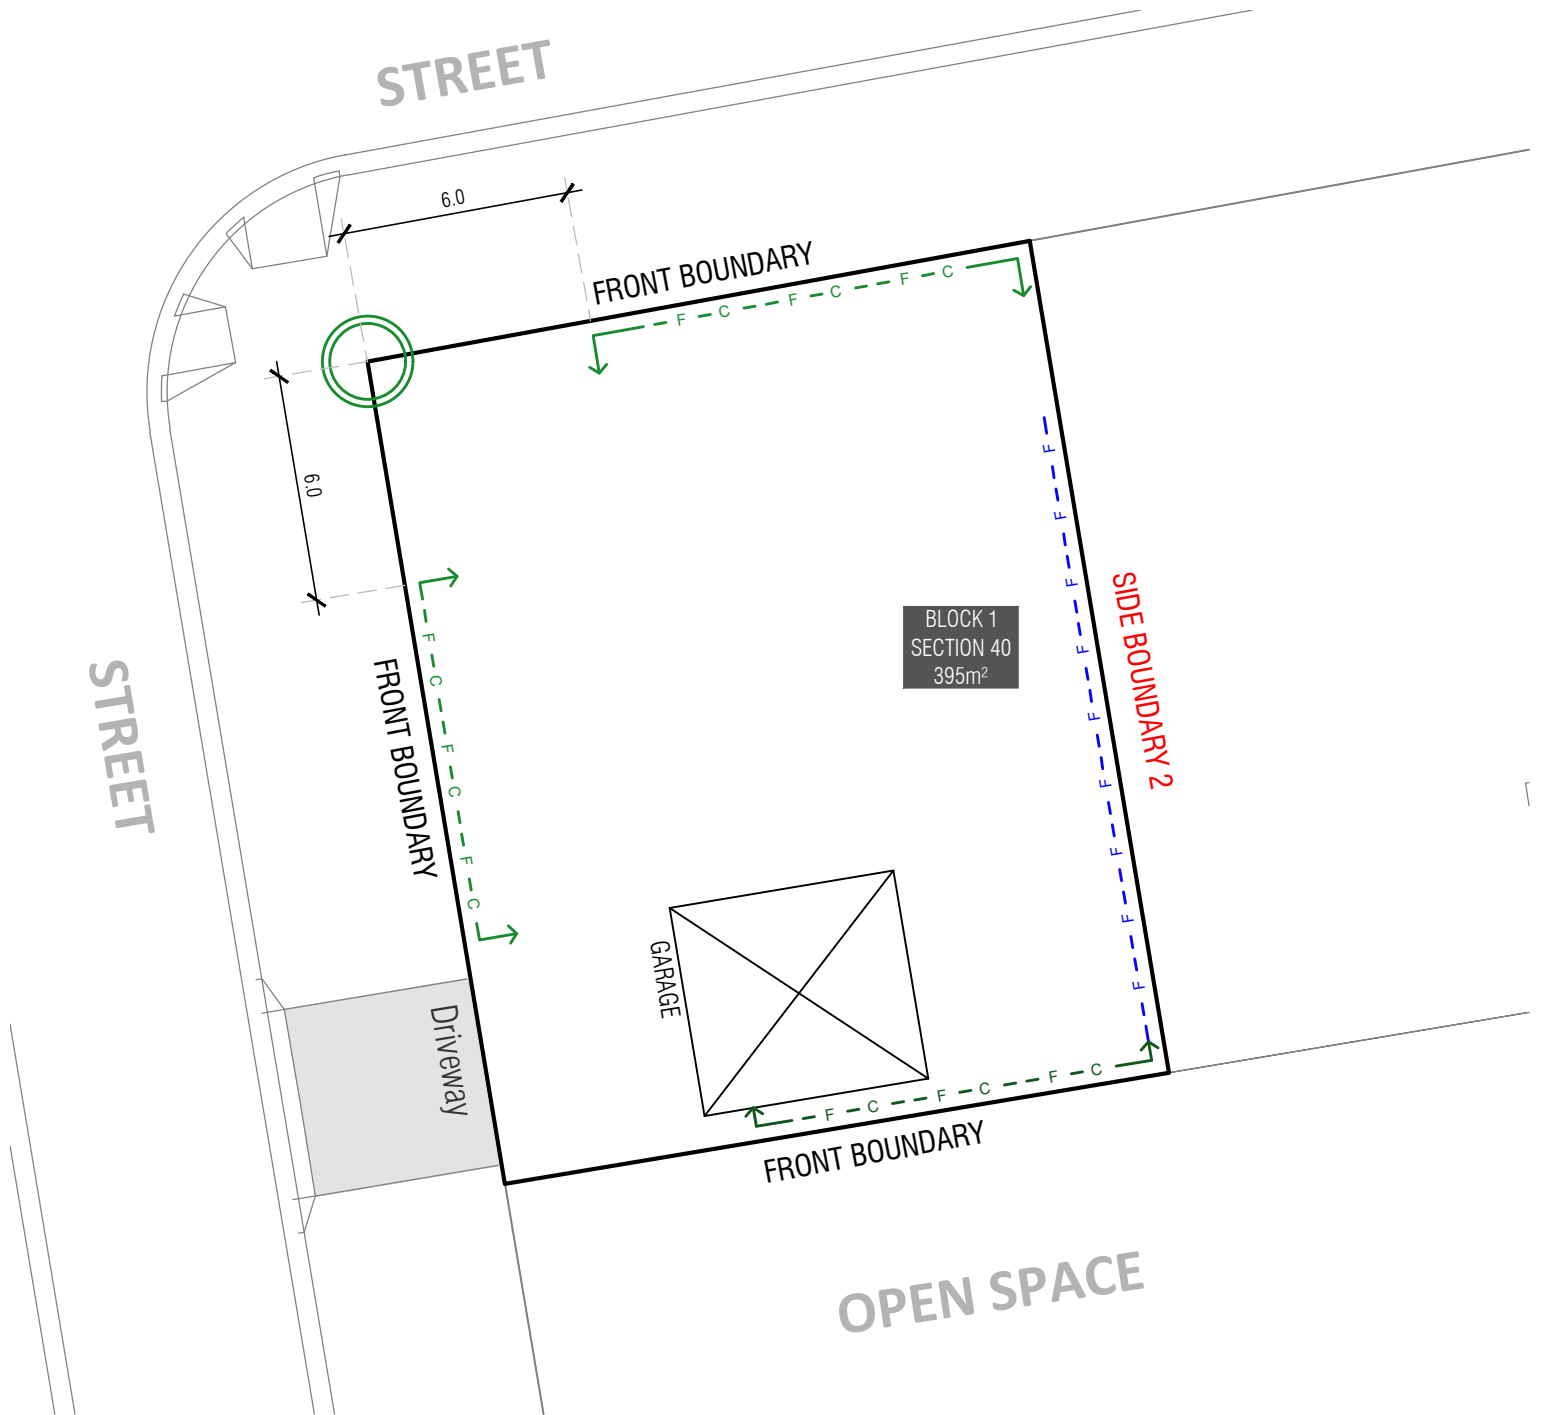 STREET
6.0
FRONT BOUNDARY
F C F C F C
6.0
F C F C F C
FRONT BOUNDARY
STREET
BLOCK 1
SECTION 40
395m²
F F F F F F F F F
SIDE BOUNDARY 2
GARAGE
Driveway
F C F C F C
FRONT BOUNDARY
OPEN SPACE